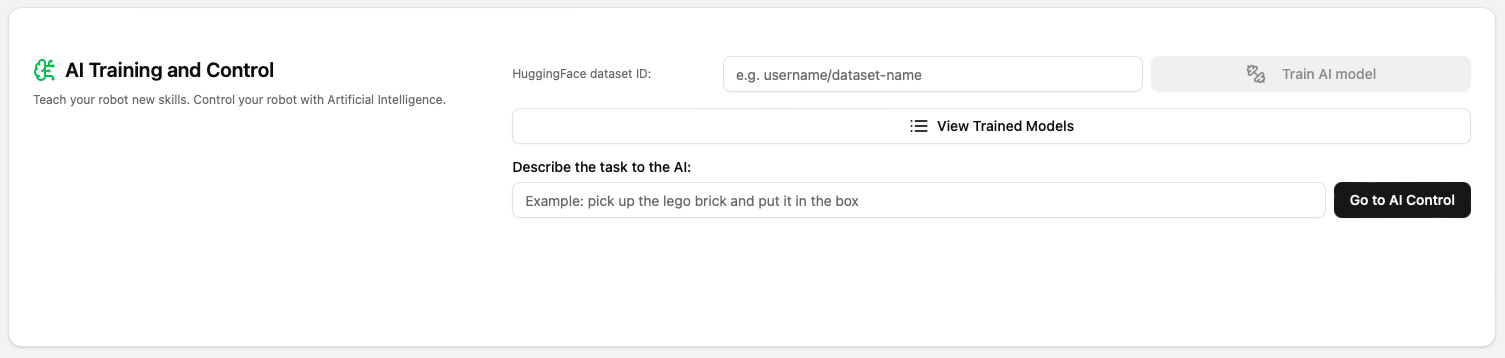 AI Training and Control
Teach your robot new skills. Control your robot with Artificial Intelligence.
HuggingFace dataset ID:
e.g. username/dataset-name
Train AI model
View Trained Models
Describe the task to the AI:
Example: pick up the lego brick and put it in the box
Go to AI Control